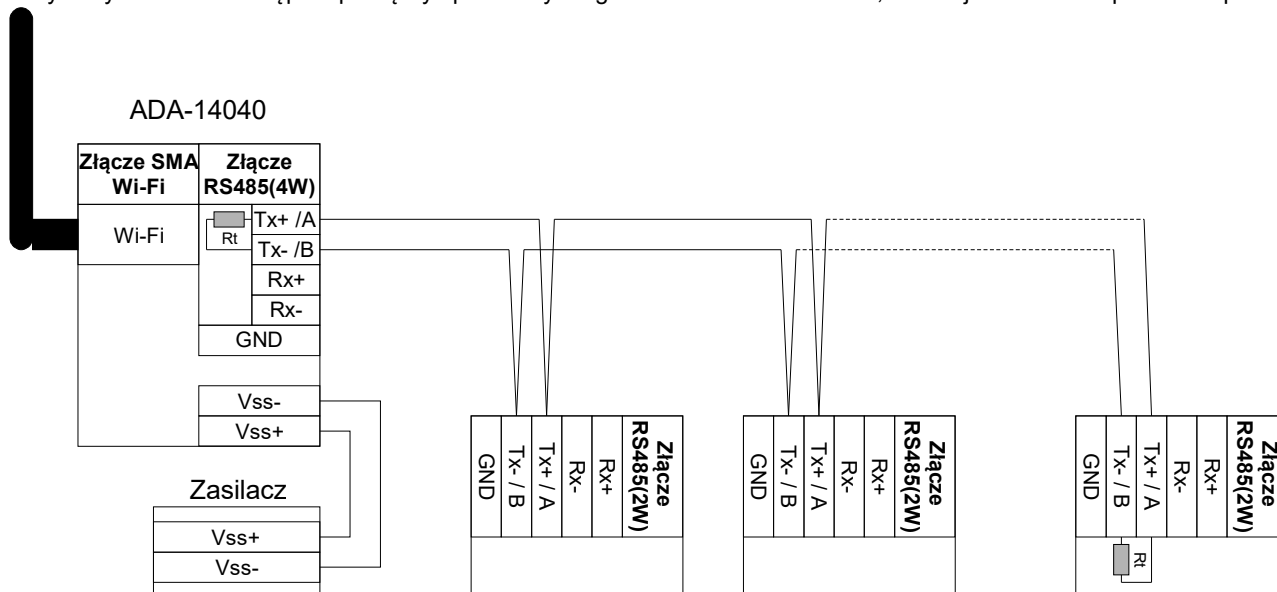 ADA-14040
Złącze SMA
Wi-Fi
Złącze
RS485(4W)
Wi-Fi
Rt
Tx+ /A
Tx- /B
Rx+
Rx-
GND
Vss-
Vss+
Zasilacz
Vss+
Vss-
GND
Tx- / B
Tx+ / A
Rx-
Rx+
Złącze
RS485(2W)
GND
Tx- / B
Tx+ / A
Rx-
Rx+
Złącze
RS485(2W)
GND
Tx- / B
Tx+ / A
Rx-
Rx+
Złącze
RS485(2W)
Rt